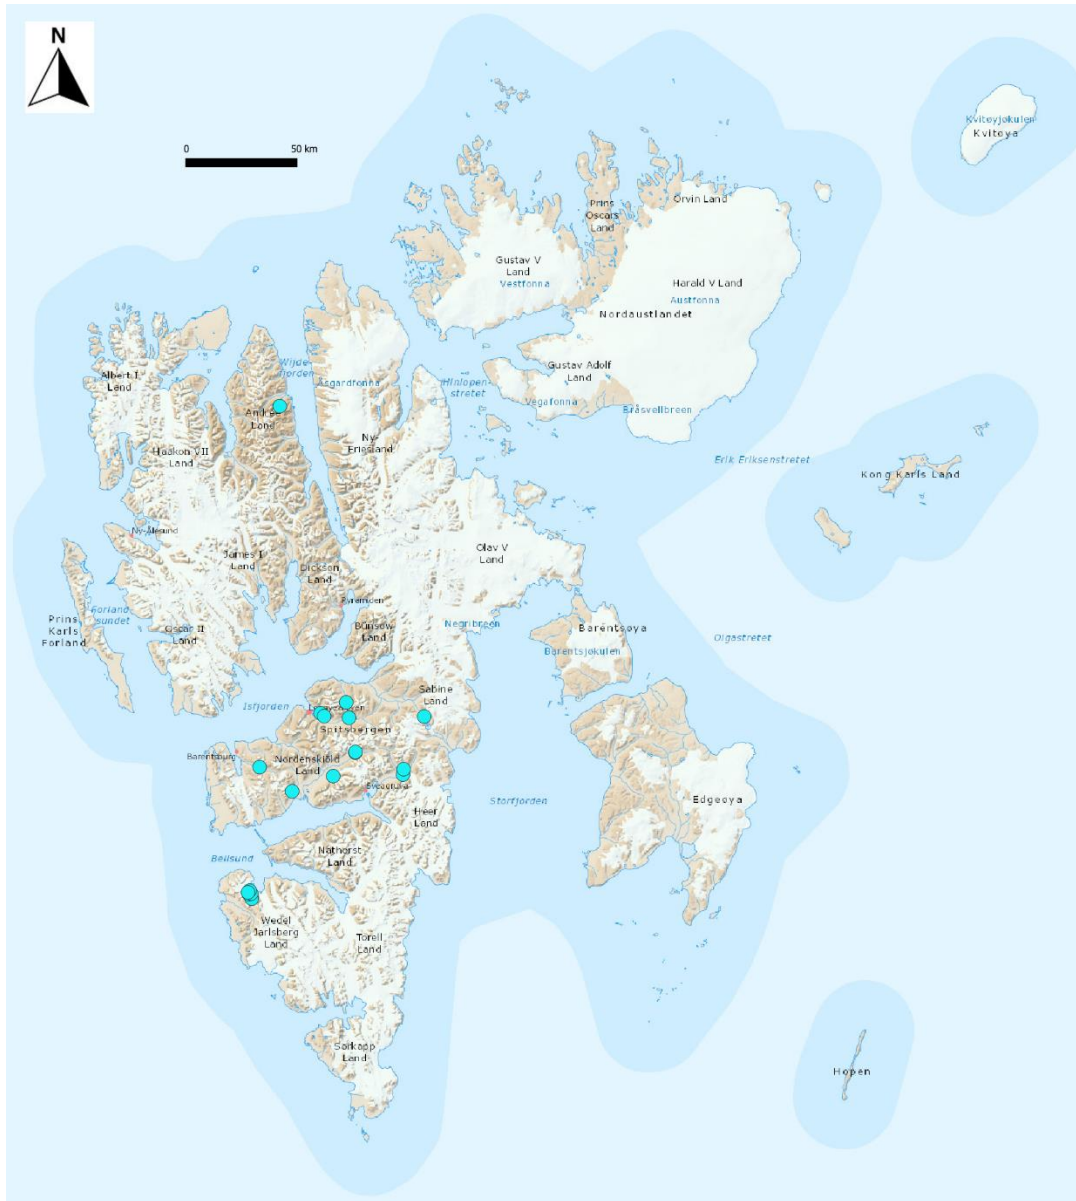 N
0
50 km
Kvitøyjøkulen
Kvitøya
Prins
Oscars
Land
Orvin Land
Gustav V
Land
Vestfonna
Harald V Land
Austfonna
Nordaustlandet
Wijde-
fjorden
Åsgardfonna
Albert I
Land
Hinlopen-
stretet
Gustav Adolf
Land
Vegafonna
Bråsvellbreen
Andrée
Land
Ny-
Friesland
Haakon VII
Land
Erik Eriksenstretet
Kong Karls Land
Ny-Ålesund
James I
Land
Dickson
Land
Olav V
Land
Pyramiden
Forland
sundet
Prins
Karls
Forland
Oscar II
Land
Bünsow
Land
Negribreen
Barentsøya
Barentsjøkulen
Olgastretet
Sabine
Land
Isfjorden
Spitsbergen
Barentsburg
Nordenskiöld
Land
Sveagruva
Heer
Land
Storfjorden
Edgeøya
Nathorst
Land
Bellsund
Wedel
Jarlsberg
Land
Torell
Land
Sørkapp
Land
Hopen